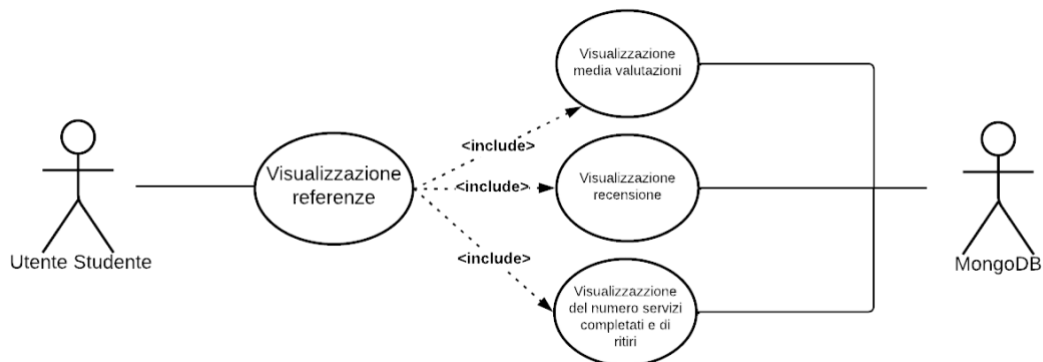 Visualizzazione
media valutazioni
<include>
Visualizzazione
referenze
<include>
Visualizzazione
recensione
<include>
Utente Studente
MongoDB
Visualizzazzione
del numero servizi
completati e di
ritiri